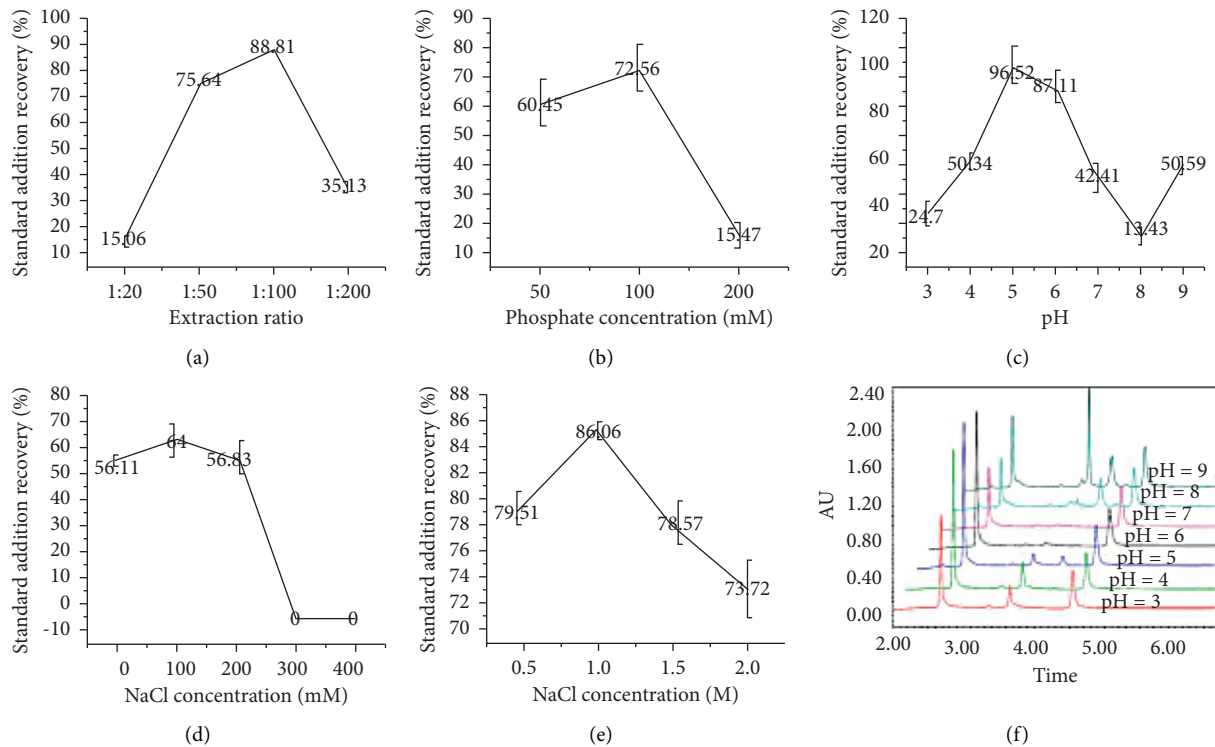 Standard addition recovery (%)
100
90
80
70
60
50
40
30
20
10
15.06
75.64
88.81
35.13
1:20 1:50 1:100 1:200
Extraction ratio
(a)
Standard addition recovery (%)
90
80
70
60
50
40
30
20
10
60.45
72.56
15.47
50 100 200
Phosphate concentration (mM)
(b)
Standard addition recovery (%)
120
100
80
60
40
20
24.7
50.34
96.52
87.11
42.41
13.43
50.59
3 4 5 6 7 8 9
pH
(c)
Standard addition recovery (%)
80
70
60
50
40
30
20
10
0
-10
56.11
64
56.83
0
0
0 100 200 300 400
NaCl concentration (mM)
(d)
Standard addition recovery (%)
88
86
84
82
80
78
76
74
72
70
79.51
86.06
78.57
73.72
0.5 1.0 1.5 2.0
NaCl concentration (M)
(e)
AU
2.40
2.00
1.60
1.20
0.80
0.40
0.00
pH = 9
pH = 8
pH = 7
pH = 6
pH = 5
pH = 4
pH = 3
2.00 3.00 4.00 5.00 6.00
Time
(f)